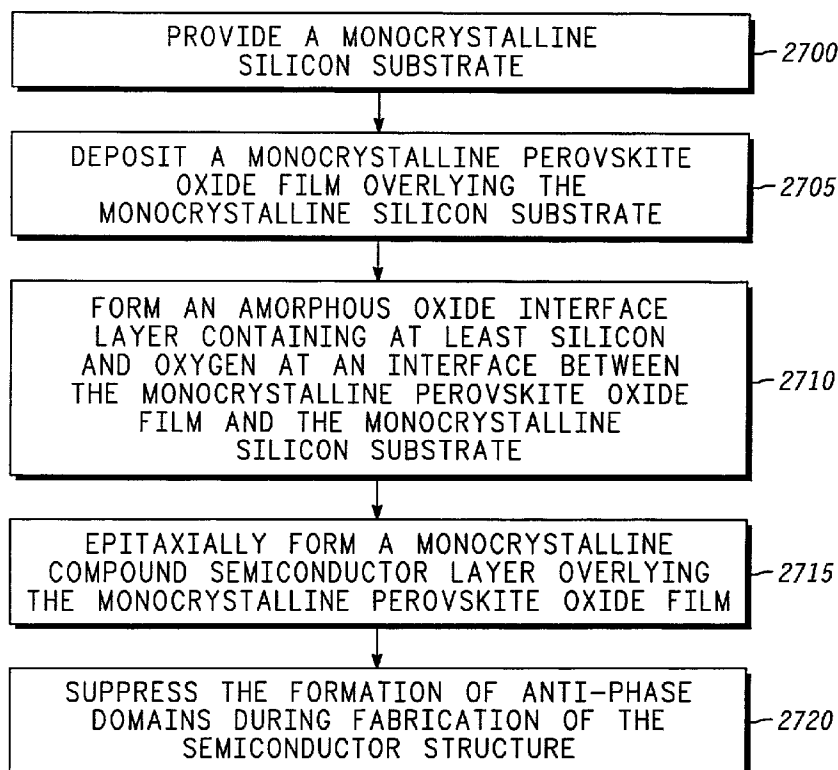 PROVIDE A MONOCRYSTALLINE
SILICON SUBSTRATE
2700
DEPOSIT A MONOCRYSTALLINE PEROVSKITE
OXIDE FILM OVERLYING THE
MONOCRYSTALLINE SILICON SUBSTRATE
2705
FORM AN AMORPHOUS OXIDE INTERFACE
LAYER CONTAINING AT LEAST SILICON
AND OXYGEN AT AN INTERFACE BETWEEN
THE MONOCRYSTALLINE PEROVSKITE OXIDE
FILM AND THE MONOCRYSTALLINE
SILICON SUBSTRATE
2710
EPITAXIALLY FORM A MONOCRYSTALLINE
COMPOUND SEMICONDUCTOR LAYER OVERLYING
THE MONOCRYSTALLINE PEROVSKITE OXIDE FILM
2715
SUPPRESS THE FORMATION OF ANTI-PHASE
DOMAINS DURING FABRICATION OF THE
SEMICONDUCTOR STRUCTURE
2720